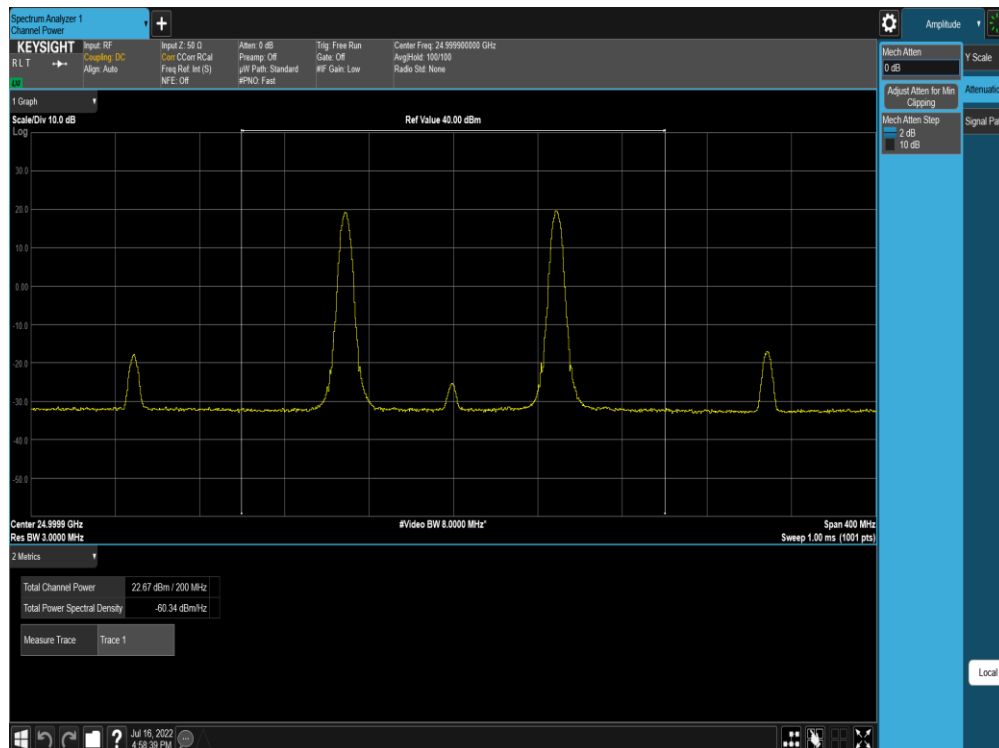 Spectrum Analyzer 1
Channel Power
KEYSIGHT
R L T
LXI
Input: RF
Coupling: DC
Align: Auto
Input Z: 50 Ω
Corr CCorr RCal
Freq Ref: Int (S)
NFE: Off
Atten: 0 dB
Preamp: Off
µW Path: Standard
#PNO: Fast
Trig: Free Run
Gate: Off
#IF Gain: Low
Center Freq: 24.999900000 GHz
Avg|Hold: 100/100
Radio Std: None
1 Graph
Scale/Div 10.0 dB
Ref Value 40.00 dBm
Log
30.0
20.0
10.0
0.00
-10.0
-20.0
-30.0
-40.0
-50.0
Center 24.9999 GHz
#Video BW 8.0000 MHz*
Span 400 MHz
Res BW 3.0000 MHz
Sweep 1.00 ms (1001 pts)
2 Metrics
Total Channel Power 22.67 dBm / 200 MHz
Total Power Spectral Density -60.34 dBm/Hz
Measure Trace Trace 1
Amplitude
Mech Atten
0 dB
Adjust Atten for Min
Clipping
Mech Atten Step
2 dB
10 dB
Y Scale
Attenuatio
Signal Pat
Local
?
Jul 16, 2022
4:58:39 PM